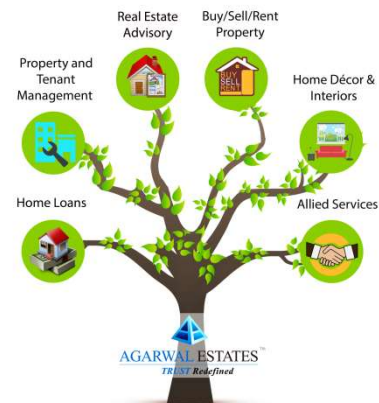 Real Estate
Advisory
Buy/Sell/Rent
Property
Property and
Tenant
Management
Home Décor &
Interiors
BUY
SELL
RENT
Home Loans
Allied Services
AGARWAL ESTATES™
TRUST Redefined